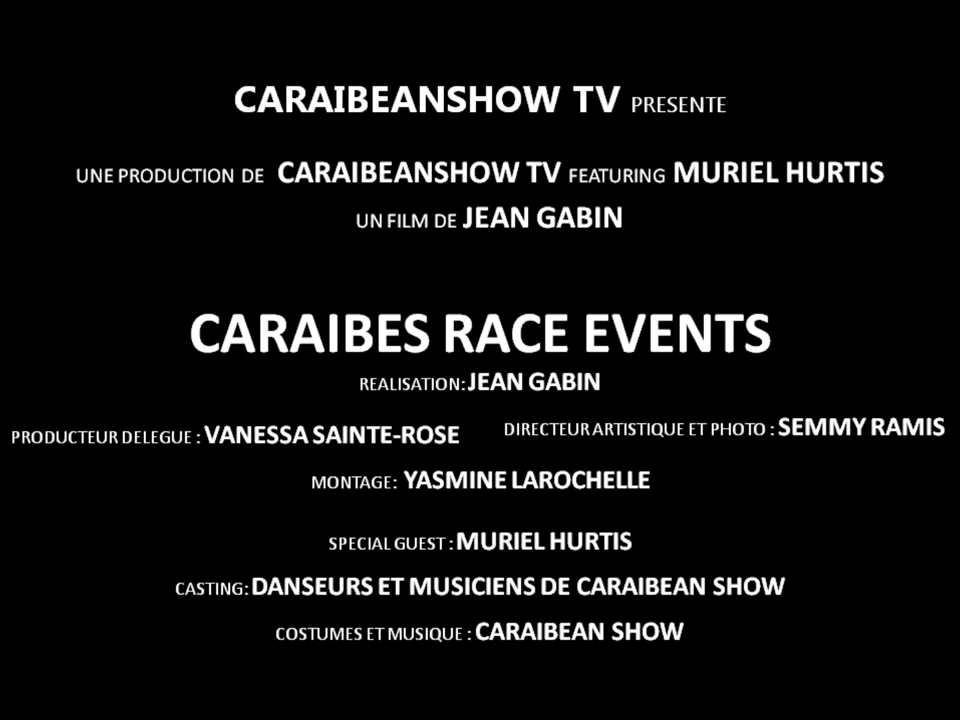 CARAIBEANSHOW TV PRESENTE
UNE PRODUCTION DE CARAIBEANSHOW TV FEATURING MURIEL HURTIS
UN FILM DE JEAN GABIN
CARAIBES RACE EVENTS
REALISATION: JEAN GABIN
PRODUCTEUR DELEGUE : VANESSA SAINTE-ROSE
DIRECTEUR ARTISTIQUE ET PHOTO : SEMMY RAMIS
MONTAGE: YASMINE LAROCHELLE
SPECIAL GUEST : MURIEL HURTIS
CASTING: DANSEURS ET MUSICIENS DE CARAIBEAN SHOW
COSTUMES ET MUSIQUE : CARAIBEAN SHOW